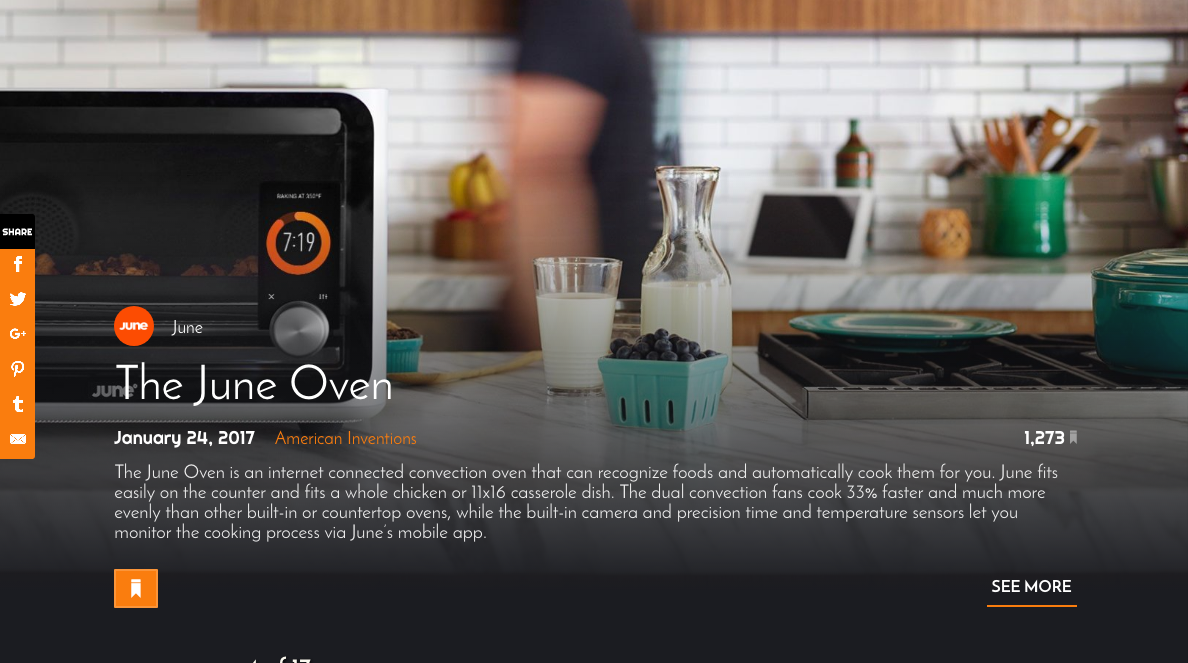 BAKING AT 350°F
7:19
SHARE
f
G+
t
June
June
June
The June Oven
January 24, 2017 American Inventions
1,273
The June Oven is an internet connected convection oven that can recognize foods and automatically cook them for you. June fits
easily on the counter and fits a whole chicken or 11x16 casserole dish. The dual convection fans cook 33% faster and much more
evenly than other built-in or countertop ovens, while the built-in camera and precision time and temperature sensors let you
monitor the cooking process via June's mobile app.
SEE MORE